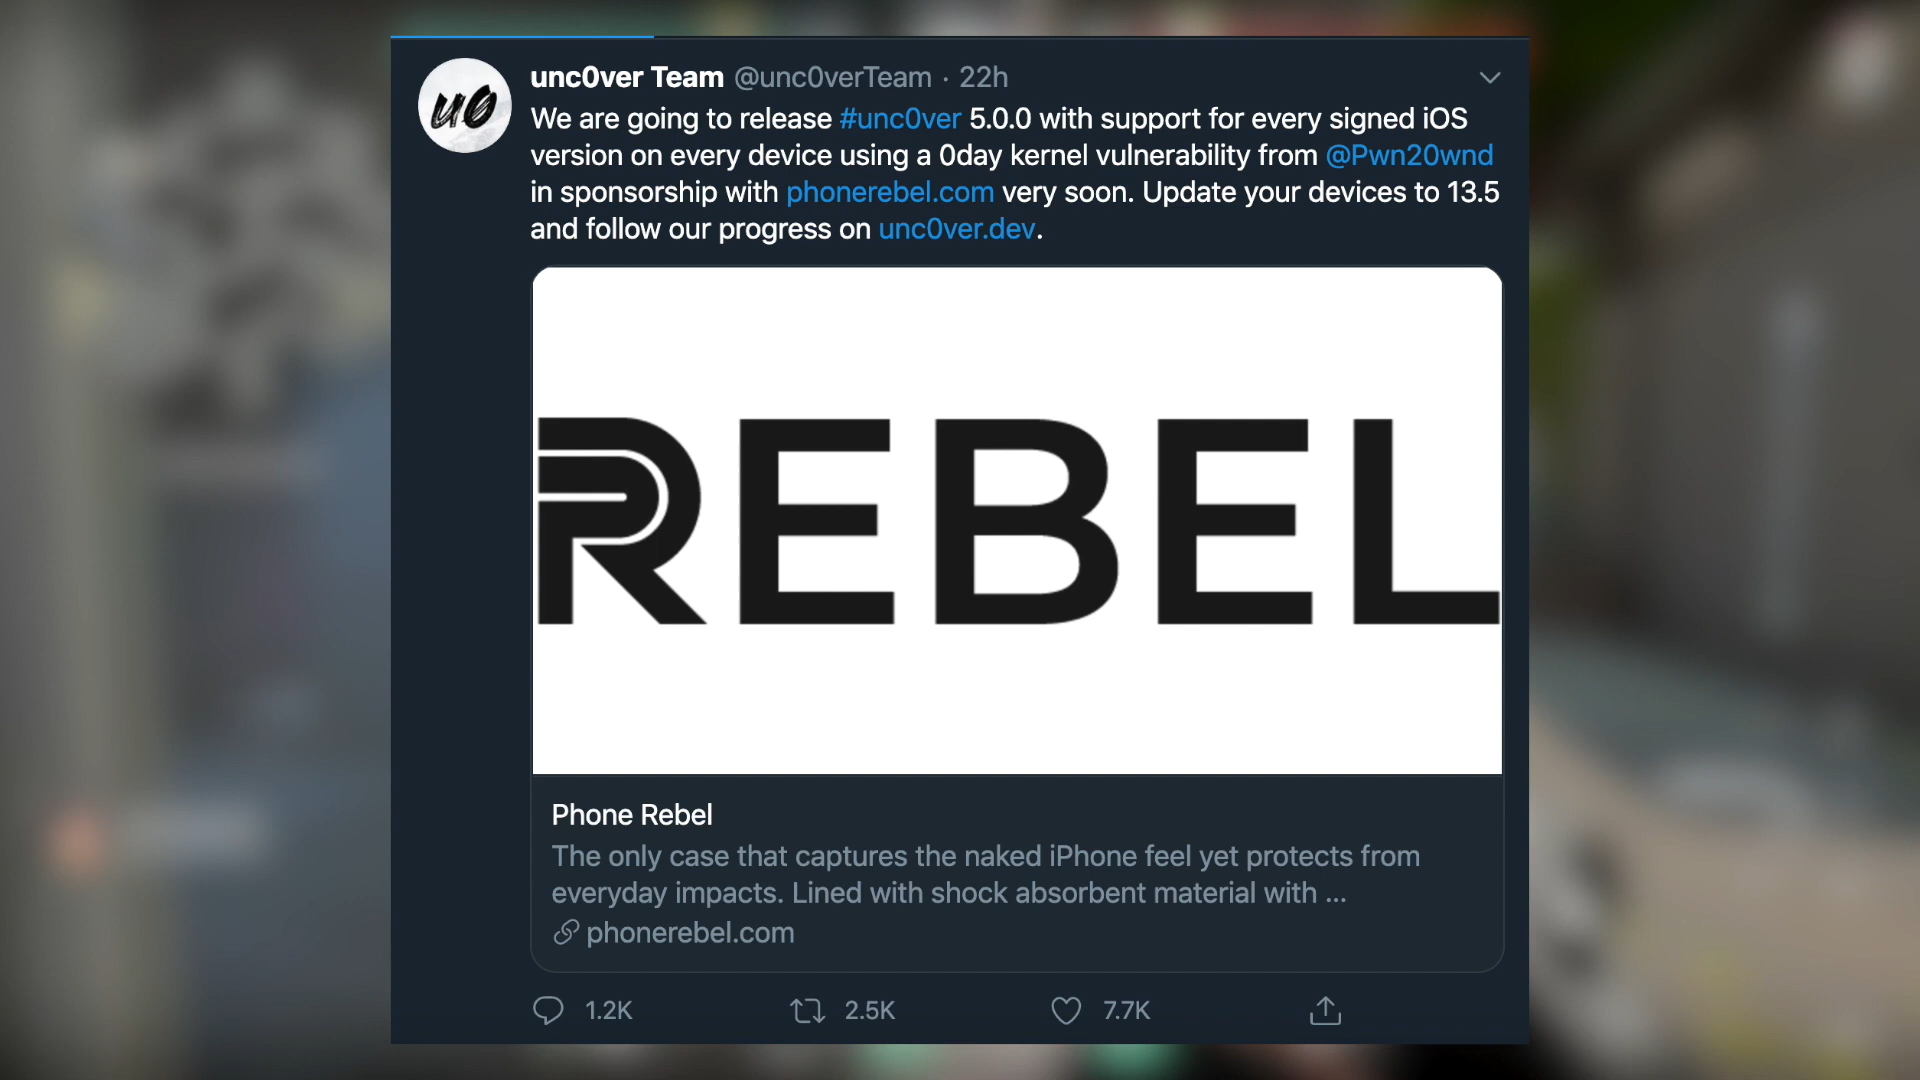 u0
unc0ver Team @unc0verTeam · 22h
We are going to release #unc0ver 5.0.0 with support for every signed iOS
version on every device using a 0day kernel vulnerability from @Pwn20wnd
in sponsorship with phonerebel.com very soon. Update your devices to 13.5
and follow our progress on unc0ver.dev.
REBEL
Phone Rebel
The only case that captures the naked iPhone feel yet protects from
everyday impacts. Lined with shock absorbent material with ...
phonerebel.com
1.2K 2.5K 7.7K